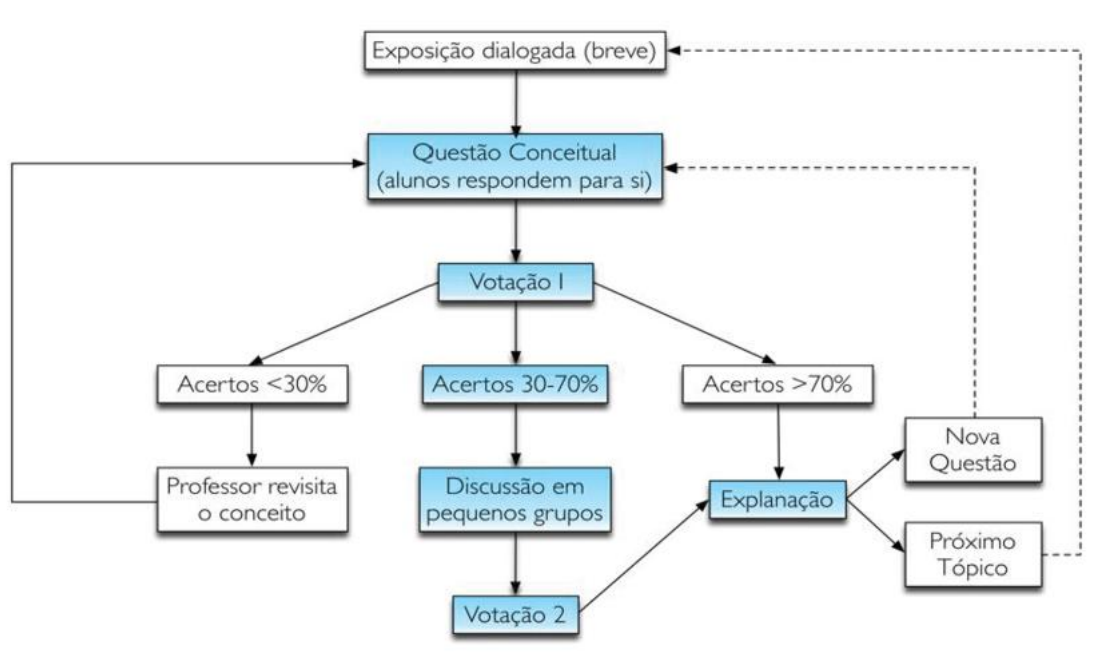 Exposição dialogada (breve)
Questão Conceitual
(alunos respondem para si)
Votação I
Acertos <30%
Acertos 30-70%
Acertos >70%
Professor revisita
o conceito
Discussão em
pequenos grupos
Explanação
Nova
Questão
Próximo
Tópico
Votação 2